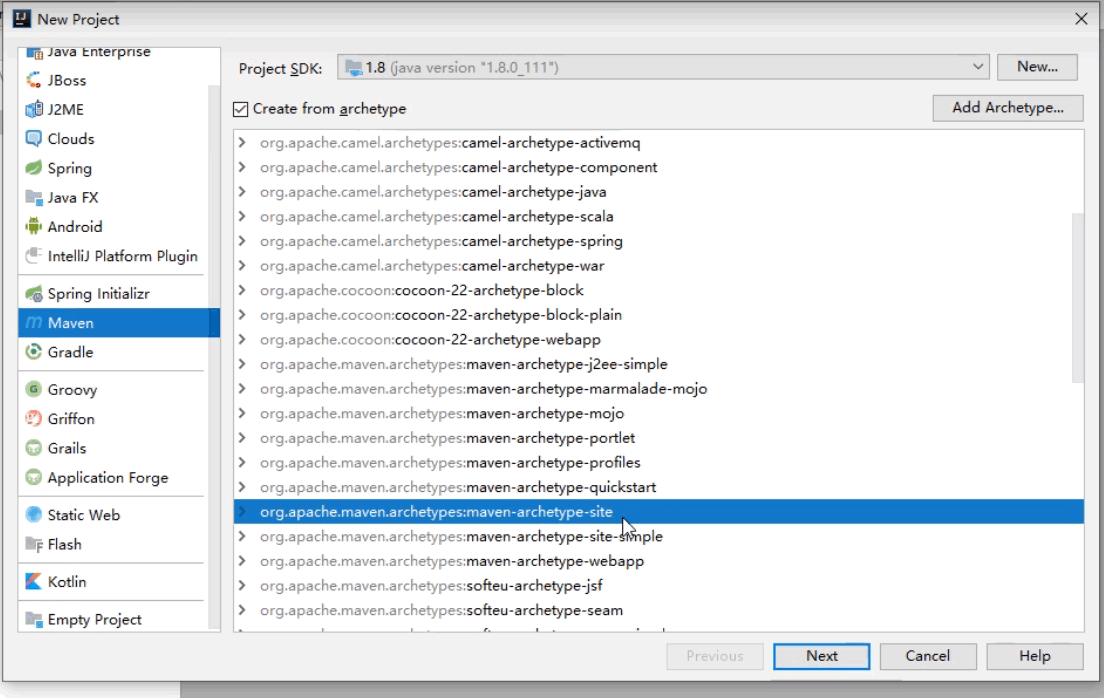 New Project
Java Enterprise
JBoss
J2ME
Clouds
Spring
Java FX
Android
IntelliJ Platform Plugin
Spring Initializr
Maven
Gradle
Groovy
Griffon
Grails
Application Forge
Static Web
Flash
Kotlin
Empty Project
Project SDK: 1.8 (java version "1.8.0_111") New...
Create from archetype Add Archetype...
org.apache.camel.archetypes:camel-archetype-activemq
org.apache.camel.archetypes:camel-archetype-component
org.apache.camel.archetypes:camel-archetype-java
org.apache.camel.archetypes:camel-archetype-scala
org.apache.camel.archetypes:camel-archetype-spring
org.apache.camel.archetypes:camel-archetype-war
org.apache.cocoon:cocoon-22-archetype-block
org.apache.cocoon:cocoon-22-archetype-block-plain
org.apache.cocoon:cocoon-22-archetype-webapp
org.apache.maven.archetypes:maven-archetype-j2ee-simple
org.apache.maven.archetypes:maven-archetype-marmalade-mojo
org.apache.maven.archetypes:maven-archetype-mojo
org.apache.maven.archetypes:maven-archetype-portlet
org.apache.maven.archetypes:maven-archetype-profiles
org.apache.maven.archetypes:maven-archetype-quickstart
org.apache.maven.archetypes:maven-archetype-site
org.apache.maven.archetypes:maven-archetype-site-simple
org.apache.maven.archetypes:maven-archetype-webapp
org.apache.maven.archetypes:softeu-archetype-jsf
org.apache.maven.archetypes:softeu-archetype-seam
Previous Next Cancel Help